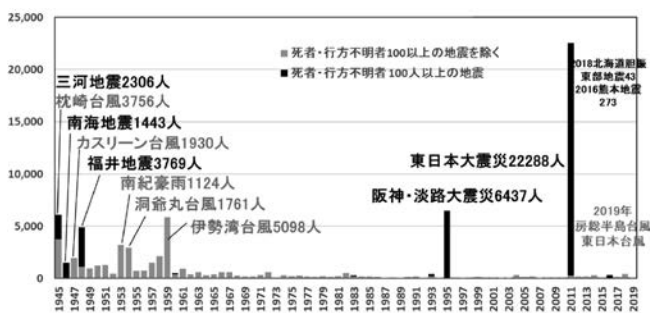 25,000
20,000
15,000
10,000
5,000
0
■死者・行方不明者100以上の地震を除く
■死者・行方不明者100人以上の地震
三河地震2306人
枕崎台風3756人
南海地震1443人
カスリーン台風1930人
福井地震3769人
南紀豪雨1124人
洞爺丸台風1761人
伊勢湾台風5098人
東日本大震災22288人
阪神・淡路大震災6437人
2018北海道胆振
東部地震43
2016熊本地震
273
2019年
房総半島台風
東日本台風
1945 1947 1949 1951 1953 1955 1957 1959 1961 1963 1965 1967 1969 1971 1973 1975 1977 1979 1981 1983 1985 1987 1989 1991 1993 1995 1997 1999 2001 2003 2005 2007 2009 2011 2013 2015 2017 2019